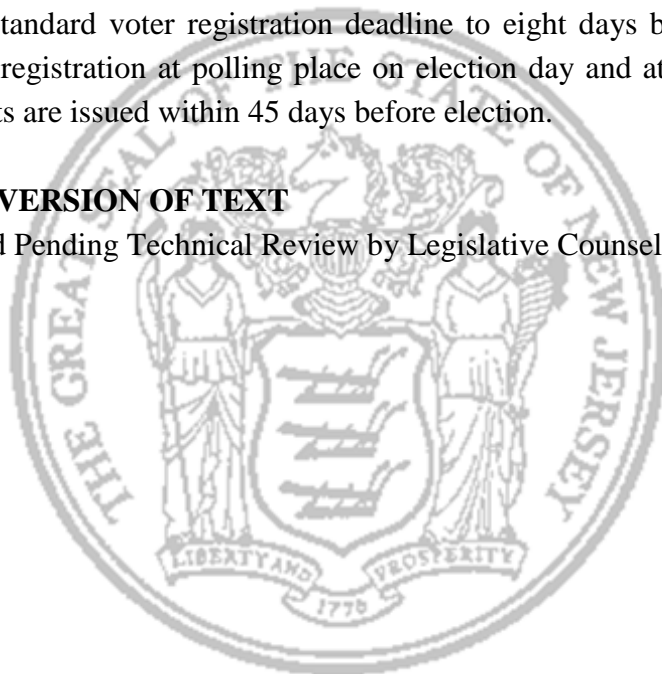 tandard voter registration deadline to eight days b
registration at polling place on election day and at
ts are issued within 45 days before election.
VERSION OF TEXT
d Pending Technical Review by Legislative Counsel
THE GREAT SEAL OF THE STATE OF NEW JERSEY
LIBERTY AND PROSPERITY
1776